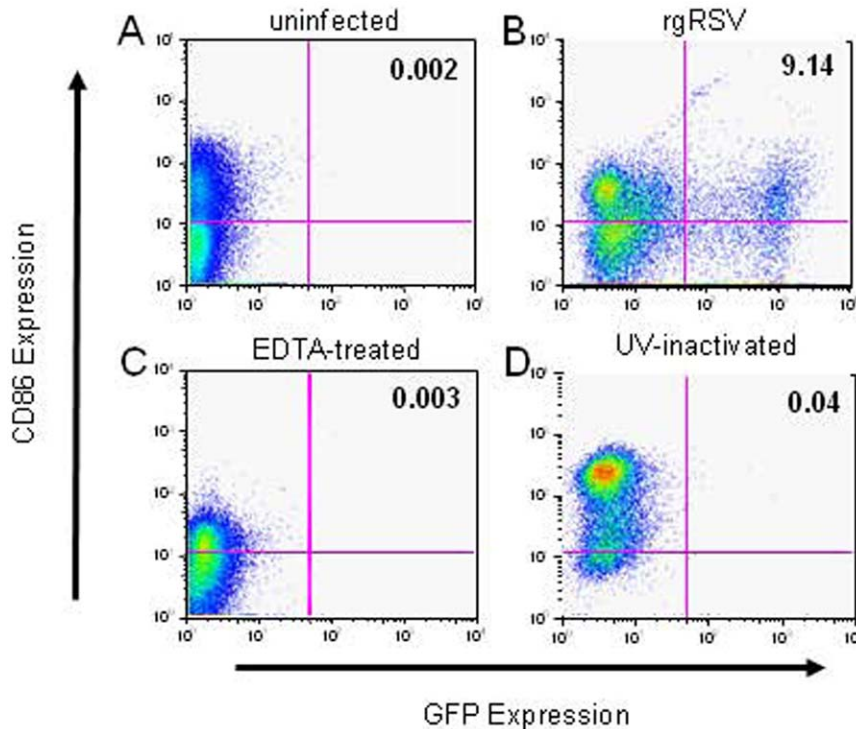 A uninfected
0.002
B rgRSV
9.14
C EDTA-treated
0.003
D UV-inactivated
0.04
CD86 Expression
GFP Expression